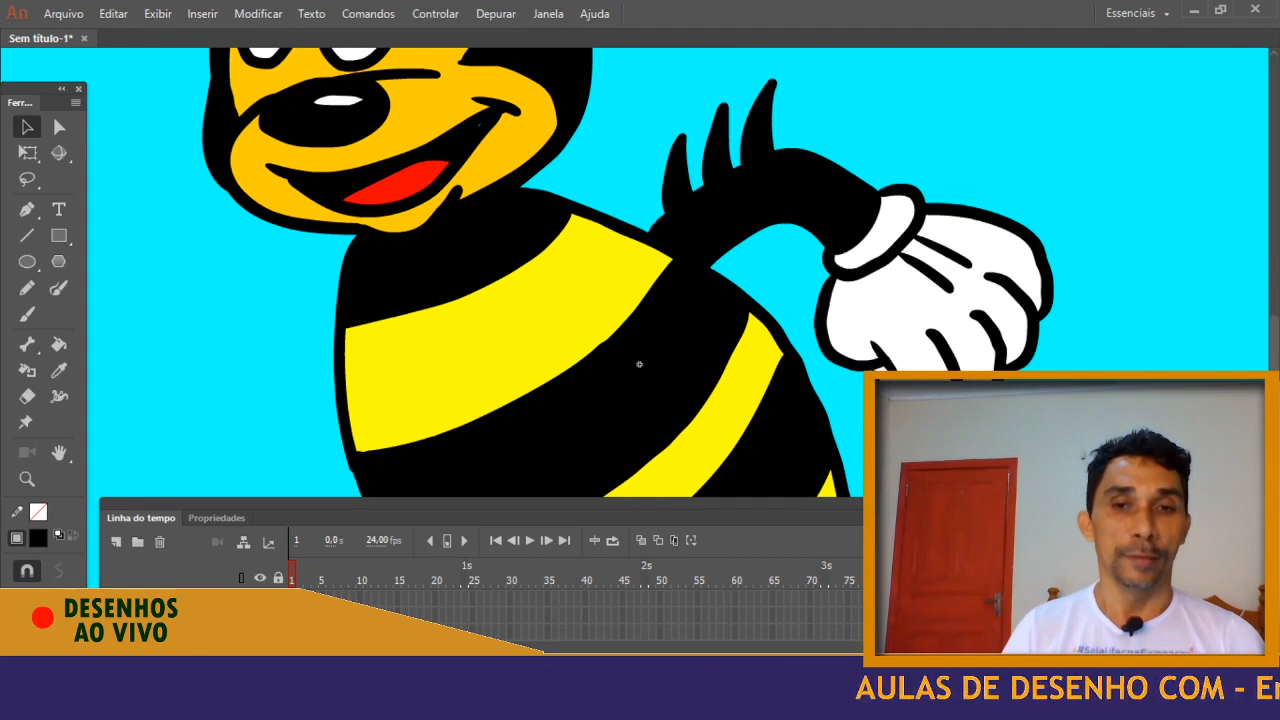 An Arquivo Editar Exibir Inserir Modificar Texto Comandos Controlar Depurar Janela Ajuda Essenciais
Sem título-1*
Ferr...
T
Linha do tempo Propriedades
1 0,0 s 24,00 fps
1s 2s 3s
1 5 10 15 20 25 30 35 40 45 50 55 60 65 70 75
DESENHOS
AO VIVO
AULAS DE DESENHO COM - En